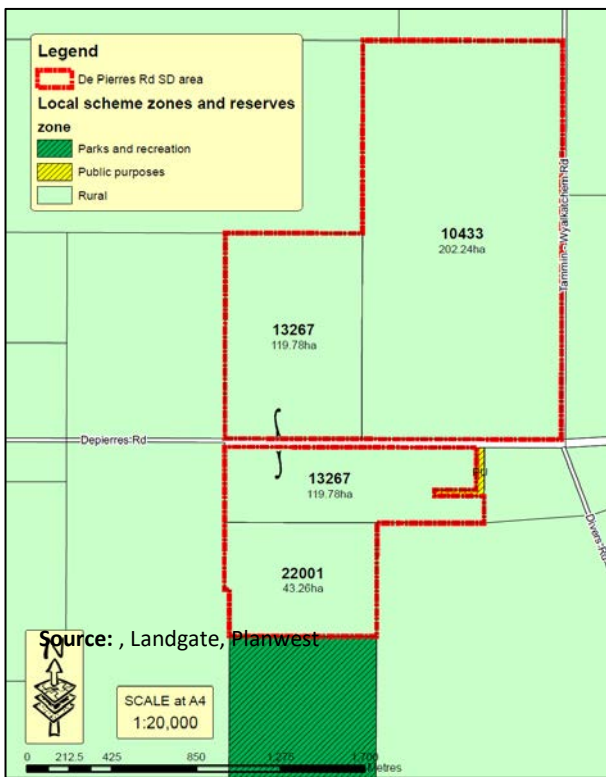 Legend
De Pierres Rd SD area
Local scheme zones and reserves
zone
Parks and recreation
Public purposes
Rural
10433
202.24ha
Tammin - Wyalkatchem Rd
13267
119.78ha
Depierres Rd
13267
119.78ha
PU
Divers Rd
22001
43.26ha
Source: , Landgate, Planwest
N
SCALE at A4
1:20,000
0 212.5 425 850 1,275 1,700
Metres